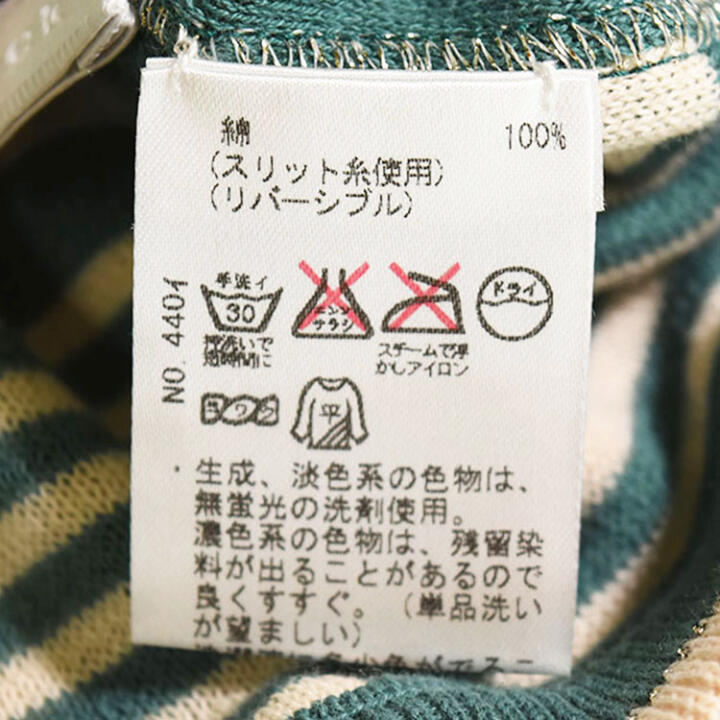 ck
綿 100%
(スリット糸使用)
(リバーシブル)
NO. 4401
手洗イ
30
押洗いで
短時間に
エンソ
サラシ
スチームで浮
かしアイロン
ドライ
ヨワク
平
・生成、淡色系の色物は、
無蛍光の洗剤使用。
濃色系の色物は、残留染
料が出ることがあるので
良くすすぐ。(単品洗い
が望ましい)